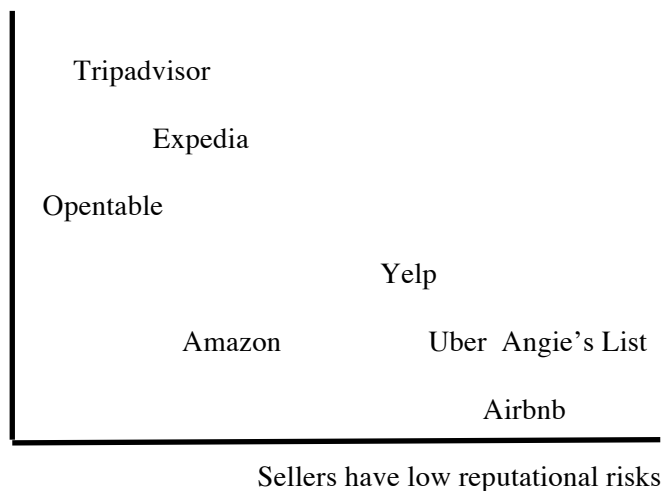 Tripadvisor
Expedia
Opentable
Yelp
Amazon
Uber Angie’s List
Airbnb
Sellers have low reputational risks